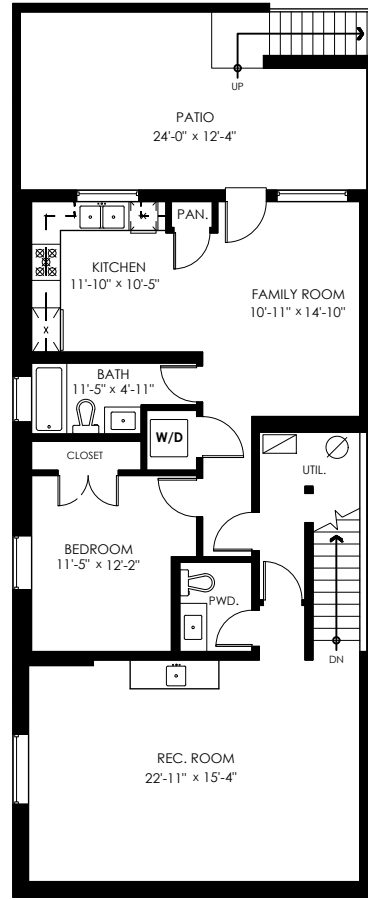 UP
PATIO
24'-0" x 12'-4"
PAN.
KITCHEN
11'-10" x 10'-5"
FAMILY ROOM
10'-11" x 14'-10"
BATH
11'-5" x 4'-11"
W/D
CLOSET
UTIL.
BEDROOM
11'-5" x 12'-2"
PWD.
DN
REC. ROOM
22'-11" x 15'-4"